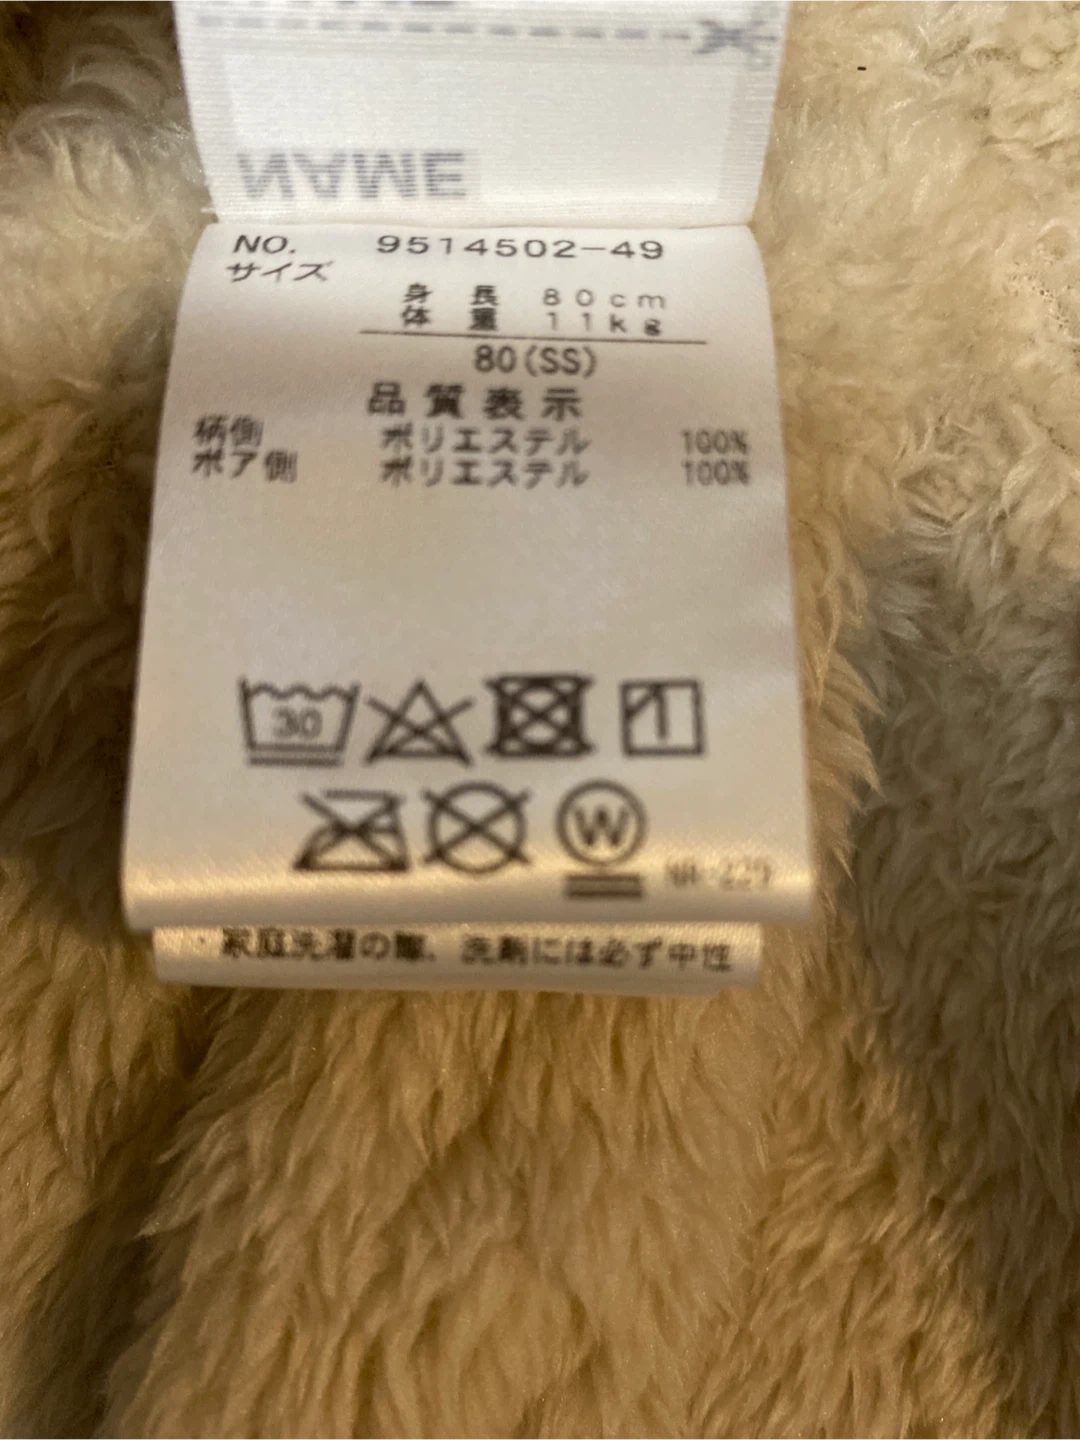 NAME
NO. 9514502-49
サイズ
身 長 80cm
体 重 11kg
80(SS)
品質表示
柄側 ポリエステル 100%
ボア側 ポリエステル 100%
30
W
・家庭洗濯の際、洗剤には必ず中性